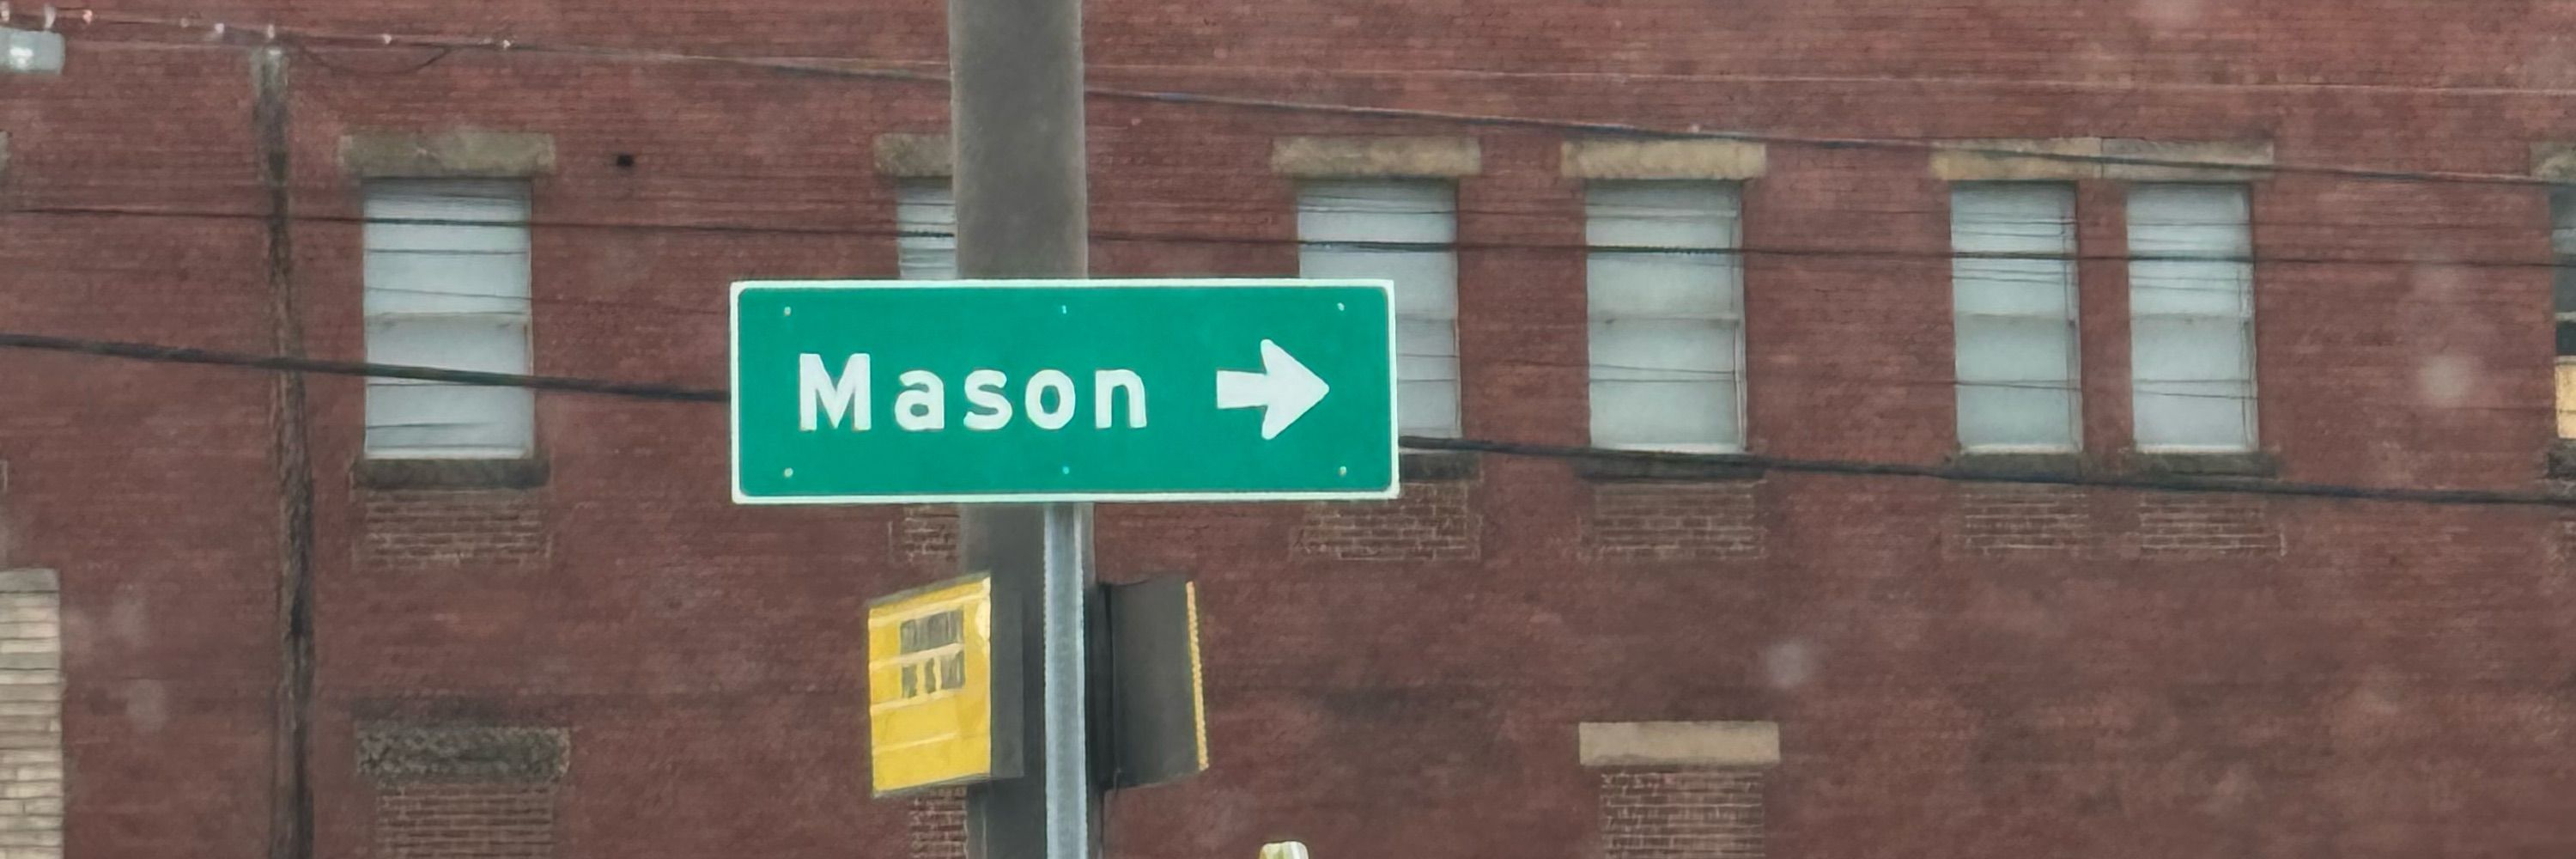 Mason →